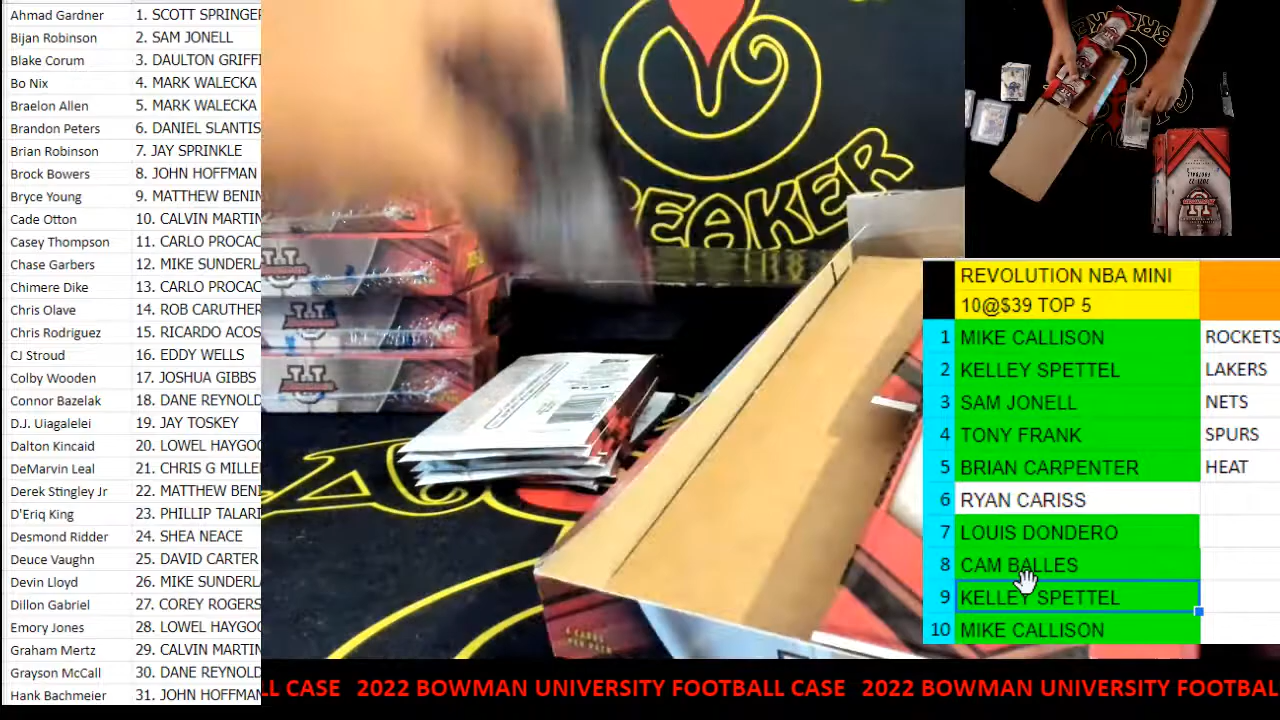 Ahmad Gardner 1. SCOTT SPRINGER
Bijan Robinson 2. SAM JONELL
Blake Corum 3. DAULTON GRIFFI
Bo Nix 4. MARK WALECKA
Braelon Allen 5. MARK WALECKA
Brandon Peters 6. DANIEL SLANTIS
Brian Robinson 7. JAY SPRINKLE
Brock Bowers 8. JOHN HOFFMAN
Bryce Young 9. MATTHEW BENIN
Cade Otton 10. CALVIN MARTIN
Casey Thompson 11. CARLO PROCAC
Chase Garbers 12. MIKE SUNDERL
Chimere Dike 13. CARLO PROCAC
Chris Olave 14. ROB CARUTHER
Chris Rodriguez 15. RICARDO ACOS
CJ Stroud 16. EDDY WELLS
Colby Wooden 17. JOSHUA GIBBS
Connor Bazelak 18. DANE REYNOLD
D.J. Uiagalelei 19. JAY TOSKEY
Dalton Kincaid 20. LOWEL HAYGOO
DeMarvin Leal 21. CHRIS G MILLE
Derek Stingley Jr 22. MATTHEW BENI
D'Eriq King 23. PHILLIP TALARI
Desmond Ridder 24. SHEA NEACE
Deuce Vaughn 25. DAVID CARTER
Devin Lloyd 26. MIKE SUNDERLA
Dillon Gabriel 27. COREY ROGERS
Emory Jones 28. LOWEL HAYGOO
Graham Mertz 29. CALVIN MARTIN
Grayson McCall 30. DANE REYNOLD
Hank Bachmeier 31. JOHN HOFFMAN
REAKER
REVOLUTION NBA MINI
10@$39 TOP 5
1 MIKE CALLISON ROCKETS
2 KELLEY SPETTEL LAKERS
3 SAM JONELL NETS
4 TONY FRANK SPURS
5 BRIAN CARPENTER HEAT
6 RYAN CARISS
7 LOUIS DONDERO
8 CAM BALLES
9 KELLEY SPETTEL
10 MIKE CALLISON
LL CASE 2022 BOWMAN UNIVERSITY FOOTBALL CASE 2022 BOWMAN UNIVERSITY FOOTBAL